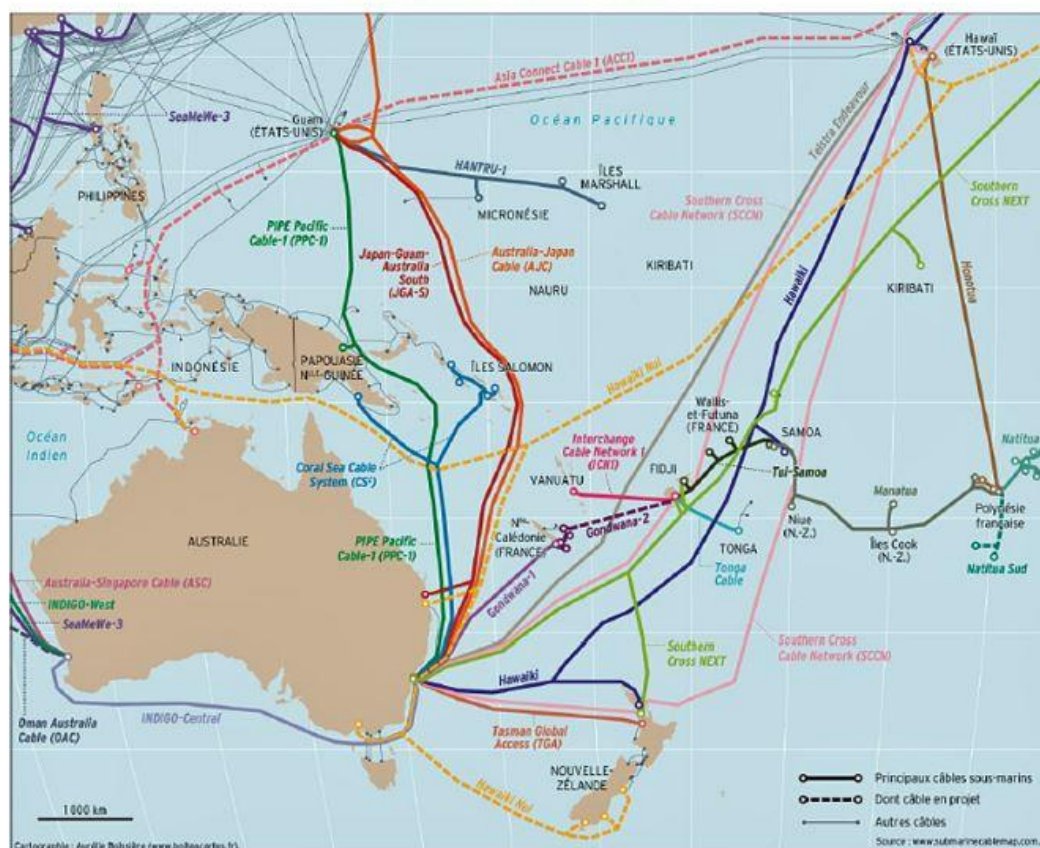 Hawaï
(ÉTATS-UNIS)
Asia Connect Cable 1 (ACC1)
SeaMeWe-3
Guam
(ÉTATS-UNIS)
Océan Pacifique
Telstra Endeavour
HANTRU-1
ÎLES
MARSHALL
PHILIPPINES
MICRONÉSIE
Southern Cross
Cable Network (SCCN)
Southern
Cross NEXT
PIPE Pacific
Cable-1 (PPC-1)
Japan-Guam-
Australia
South
(JGA-S)
Australia-Japan
Cable (AJC)
NAURU
KIRIBATI
Hawaiki
KIRIBATI
Honotua
INDONÉSIE
PAPOUASIE
Nlle-GUINÉE
ÎLES SALOMON
Hawaiki Nui
Wallis-
et-Futuna
(FRANCE)
SAMOA
Océan
Indien
Coral Sea Cable
System (CS²)
Interchange
Cable Network 1
(ICN1)
VANUATU
FIDJI
Tui-Samoa
Natitua
Manatua
Gondwana-2
Nlle-
Calédonie
(FRANCE)
Niue
(N.-Z.)
Îles Cook
(N.-Z.)
Polynésie
française
AUSTRALIE
PIPE Pacific
Cable-1 (PPC-1)
TONGA
Tonga
Cable
Natitua Sud
Gondwana-1
Australia-Singapore Cable (ASC)
INDIGO-West
SeaMeWe-3
Southern
Cross NEXT
Southern Cross
Cable Network (SCCN)
Hawaiki
Oman Australia
Cable (OAC)
INDIGO-Central
Tasman Global
Access (TGA)
NOUVELLE-
ZÉLANDE
Hawaiki Nui
Principaux câbles sous-marins
Dont câble en projet
Autres câbles
1 000 km
Cartographie : Aurélie Boissière (www.boiteacartes.fr).
Source : www.submarinecablemap.com.